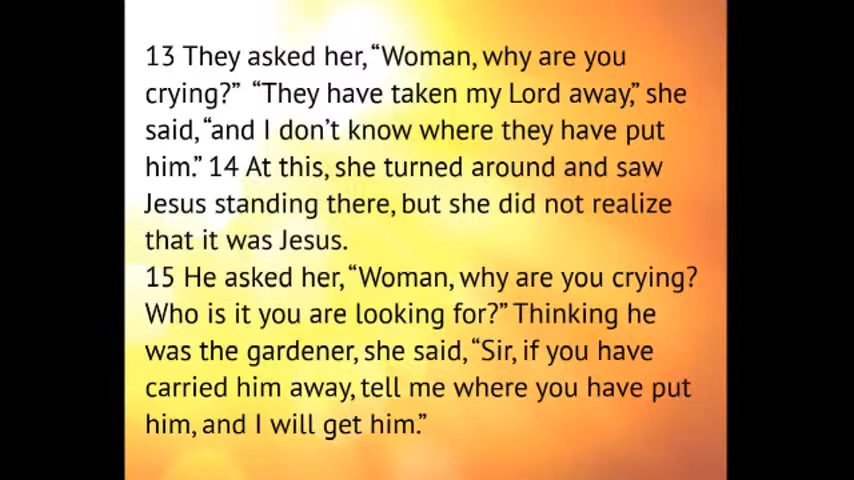 13 They asked her, “Woman, why are you
crying?”  “They have taken my Lord away,” she
said, “and I don’t know where they have put
him.” 14 At this, she turned around and saw
Jesus standing there, but she did not realize
that it was Jesus.
15 He asked her, “Woman, why are you crying?
Who is it you are looking for?” Thinking he
was the gardener, she said, “Sir, if you have
carried him away, tell me where you have put
him, and I will get him.”